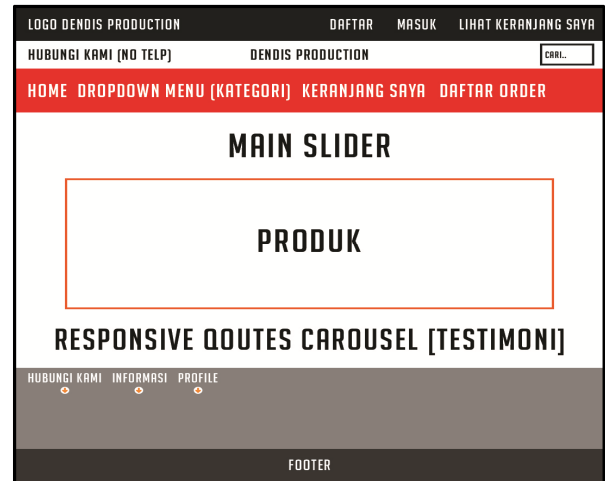 LOGO DENDIS PRODUCTION DAFTAR MASUK LIHAT KERANJANG SAYA
HUBUNGI KAMI (NO TELP) DENDIS PRODUCTION CARI..
HOME DROPDOWN MENU (KATEGORI) KERANJANG SAYA DAFTAR ORDER
MAIN SLIDER
PRODUK
RESPONSIVE QOUTES CAROUSEL [TESTIMONI]
HUBUNGI KAMI INFORMASI PROFILE
FOOTER